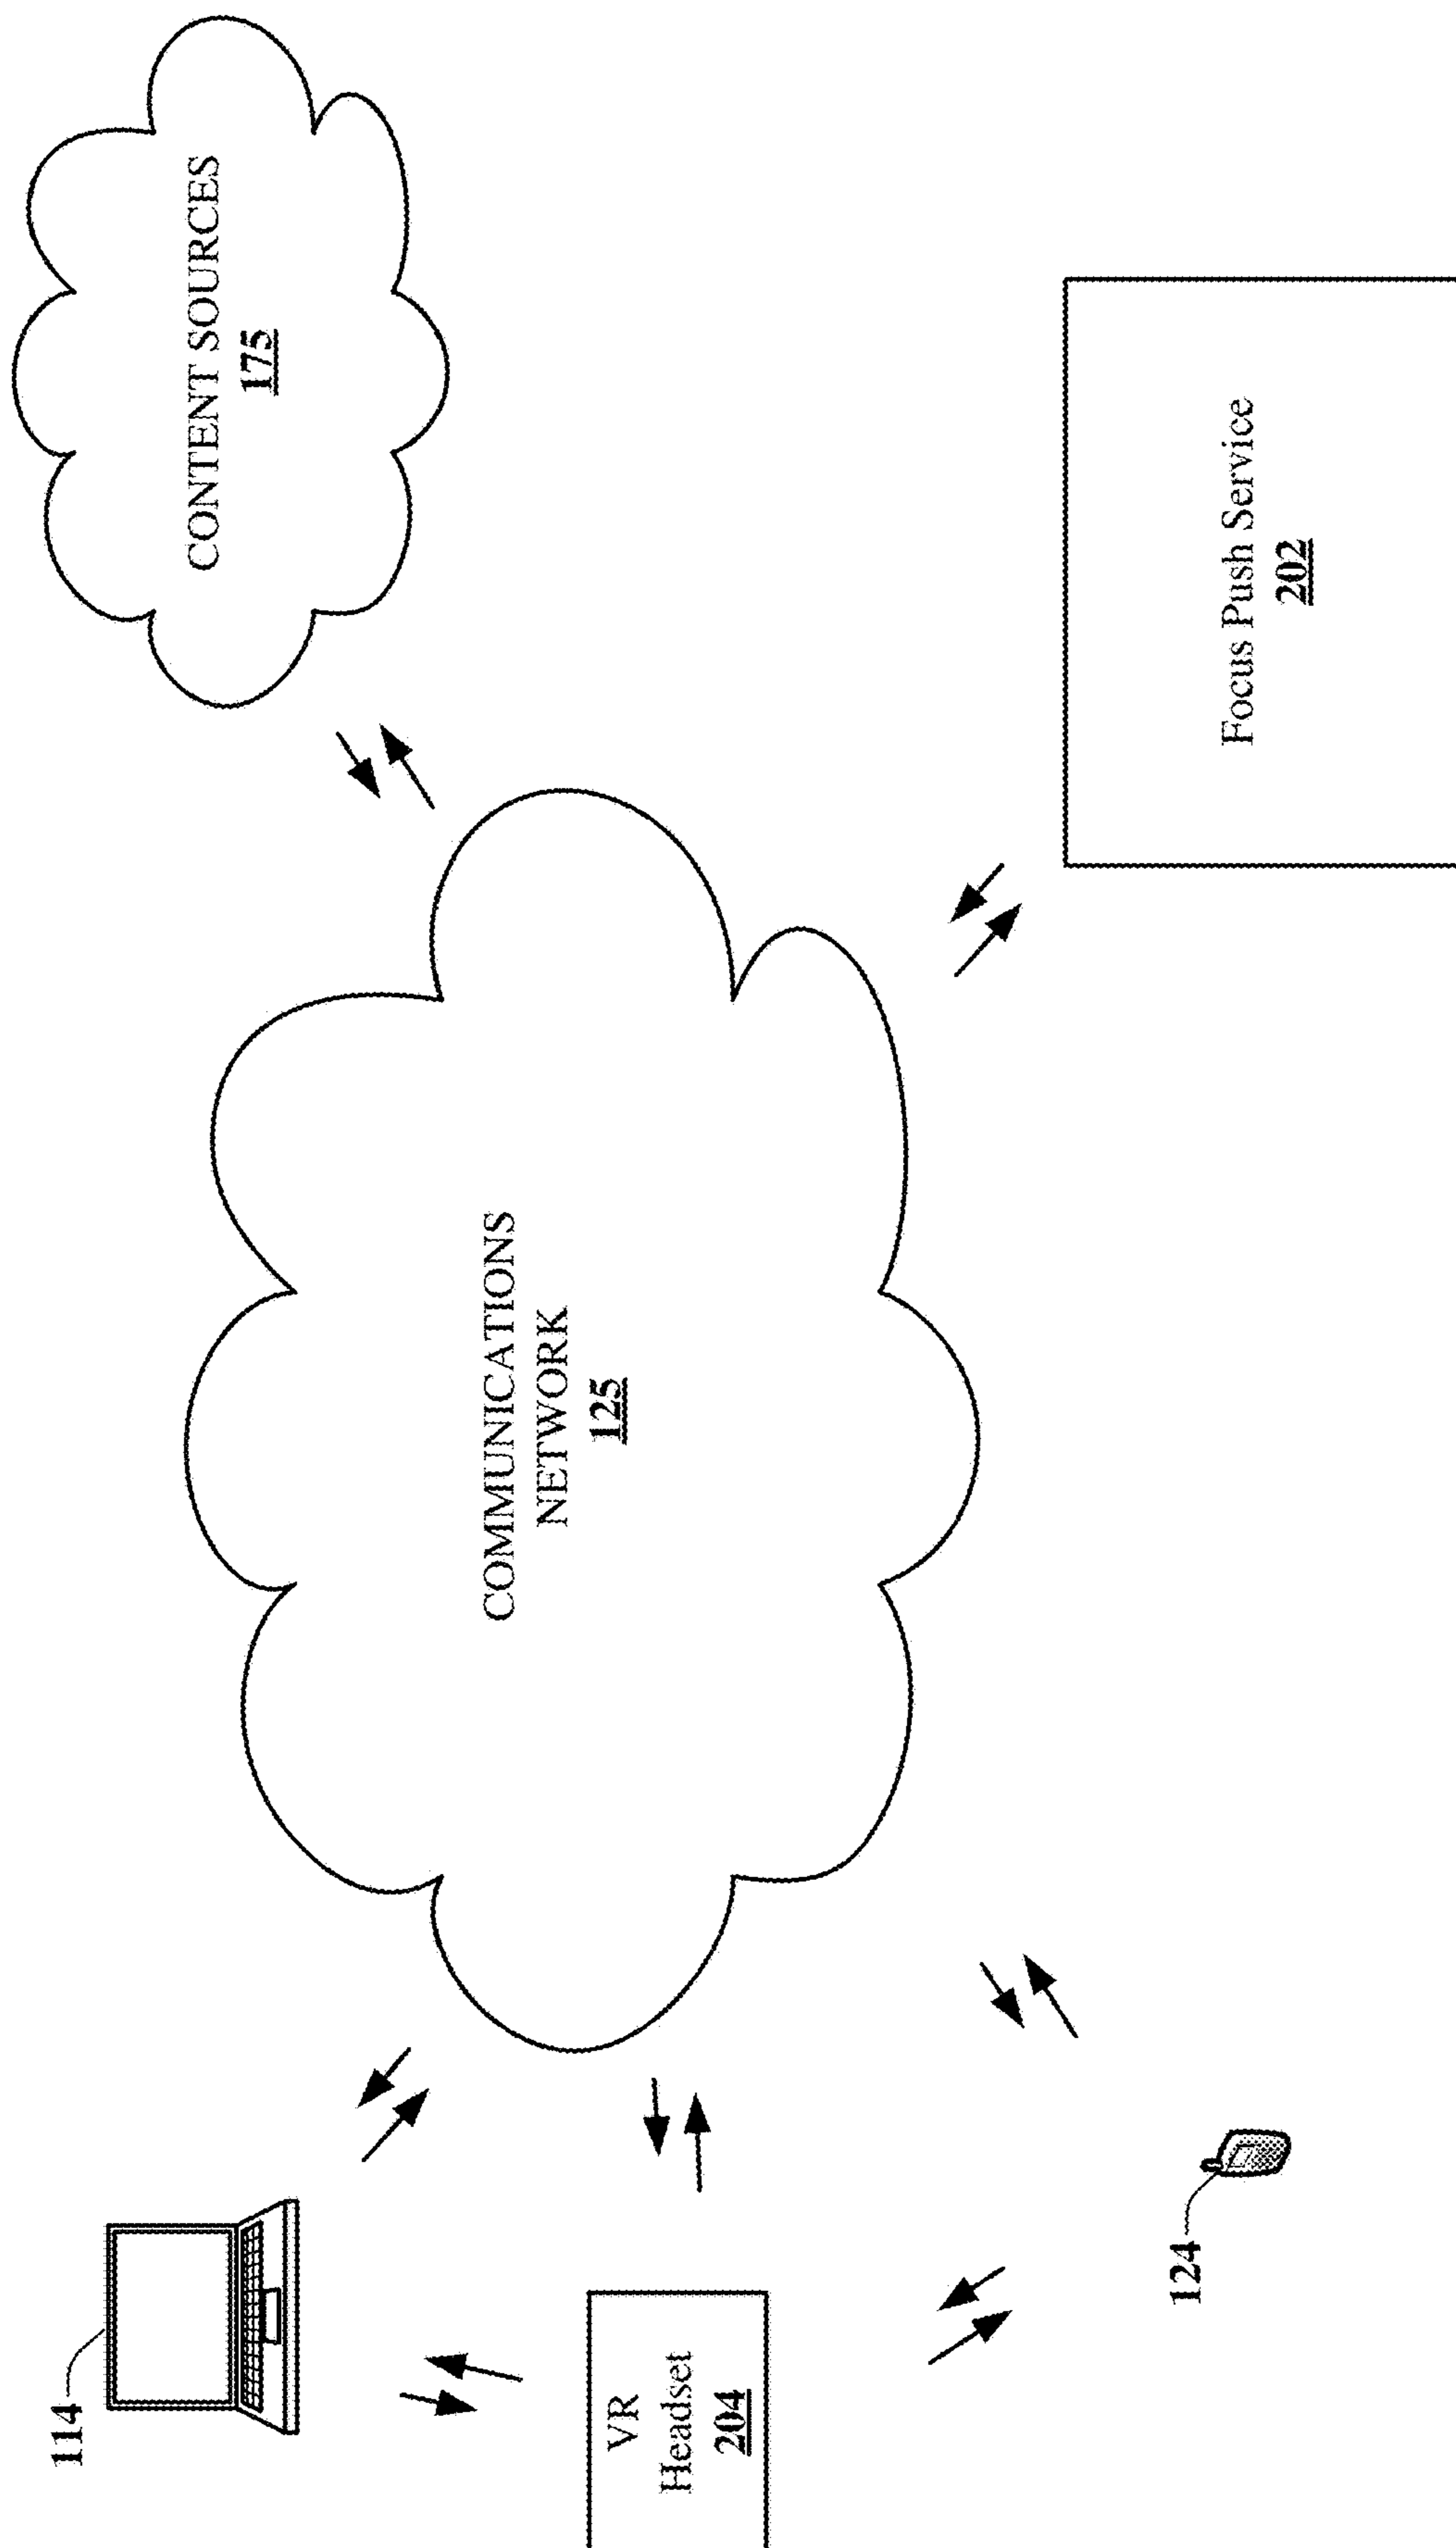 114
VR
Headset
204
124
COMMUNICATIONS
NETWORK
125
CONTENT SOURCES
175
Focus Push Service
202